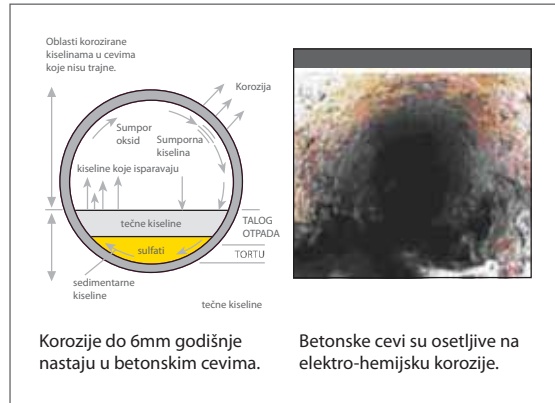 Oblasti korozirane
kiselinama u cevima
koje nisu trajne.
Korozija
Sumpor
oksid
Sumporna
kiselina
kiseline koje isparavaju
tečne kiseline
TALOG
OTPADA
sulfati
TORTU
sedimentarne
kiseline
tečne kiseline
Korozije do 6mm godišnje
nastaju u betonskim cevima.
Betonske cevi su osetljive na
elektro-hemijsku korozije.